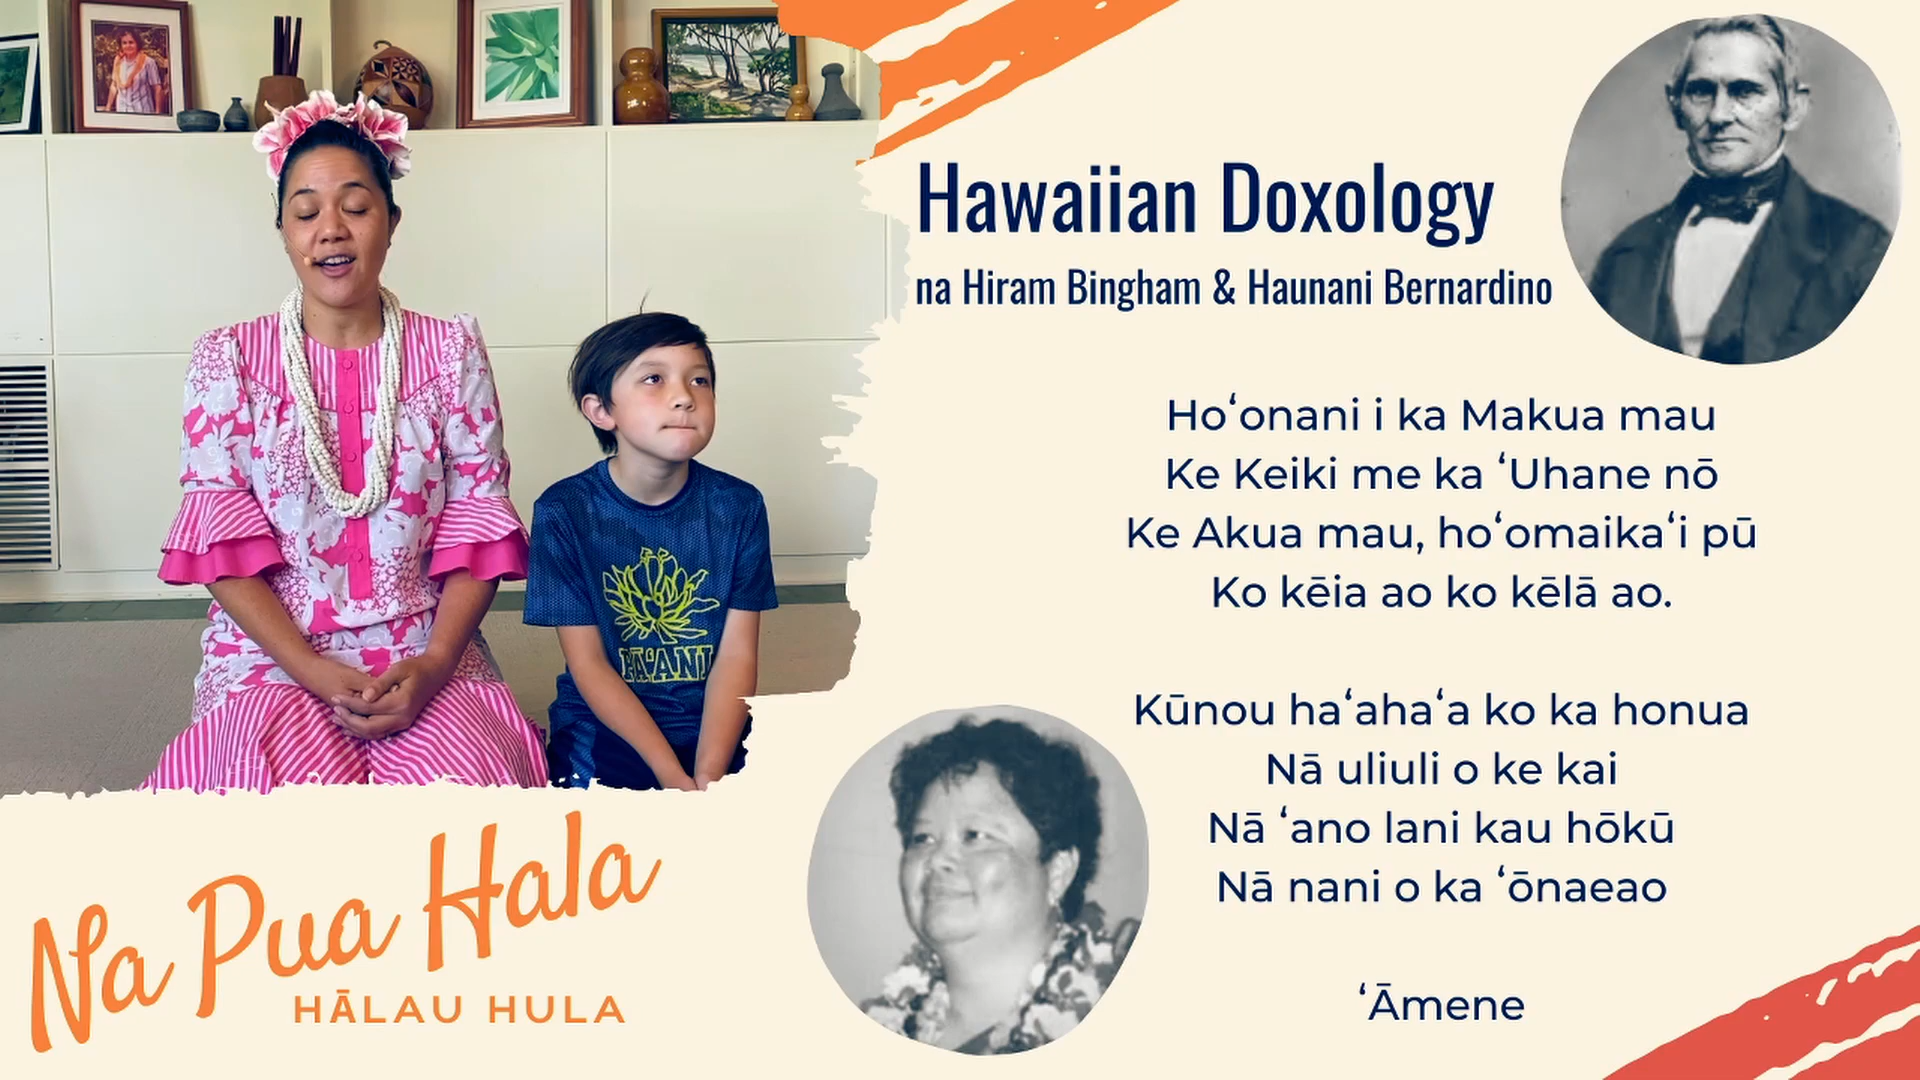 Hawaiian Doxology
na Hiram Bingham & Haunani Bernardino
Hoʻonani i ka Makua mau
Ke Keiki me ka ʻUhane nō
Ke Akua mau, hoʻomaikaʻi pū
Ko kēia ao ko kēlā ao.
Kūnou haʻahaʻa ko ka honua
Nā uliuli o ke kai
Nā ʻano lani kau hōkū
Nā nani o ka ʻōnaeao
ʻĀmene
PAʻANI
Na Pua Hala
HĀLAU HULA